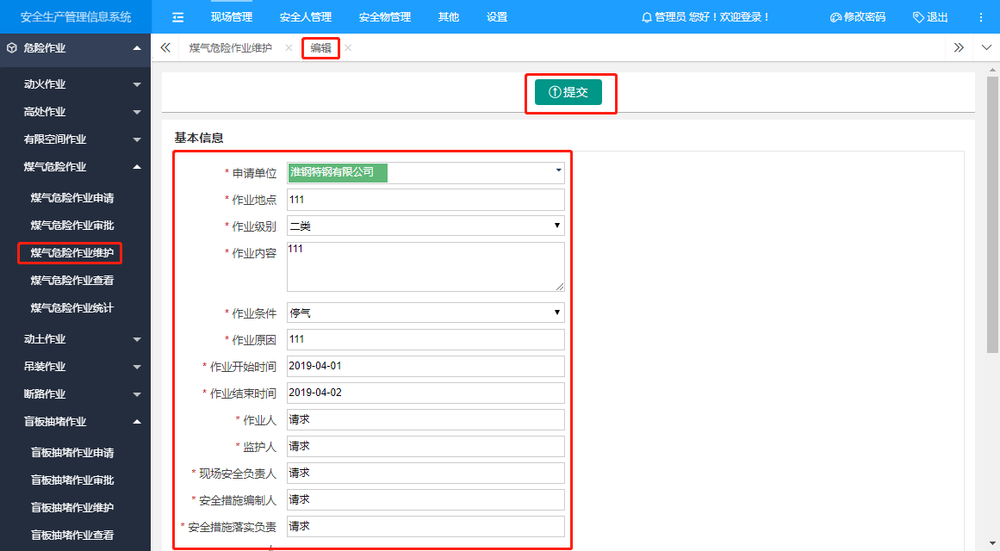 安全生产管理信息系统 现场管理 安全人管理 安全物管理 其他 设置 管理员 您好！欢迎登录！ 修改密码 退出
危险作业
动火作业
高处作业
有限空间作业
煤气危险作业
煤气危险作业申请
煤气危险作业审批
煤气危险作业维护
煤气危险作业查看
煤气危险作业统计
动土作业
吊装作业
断路作业
盲板抽堵作业
盲板抽堵作业申请
盲板抽堵作业审批
盲板抽堵作业维护
盲板抽堵作业查看
煤气危险作业维护 × 编辑 ×
提交
基本信息
* 申请单位 淮钢特钢有限公司
* 作业地点 111
* 作业级别 二类
* 作业内容 111
* 作业条件 停气
* 作业原因 111
* 作业开始时间 2019-04-01
* 作业结束时间 2019-04-02
* 作业人 请求
* 监护人 请求
* 现场安全负责人 请求
* 安全措施编制人 请求
* 安全措施落实负责 请求